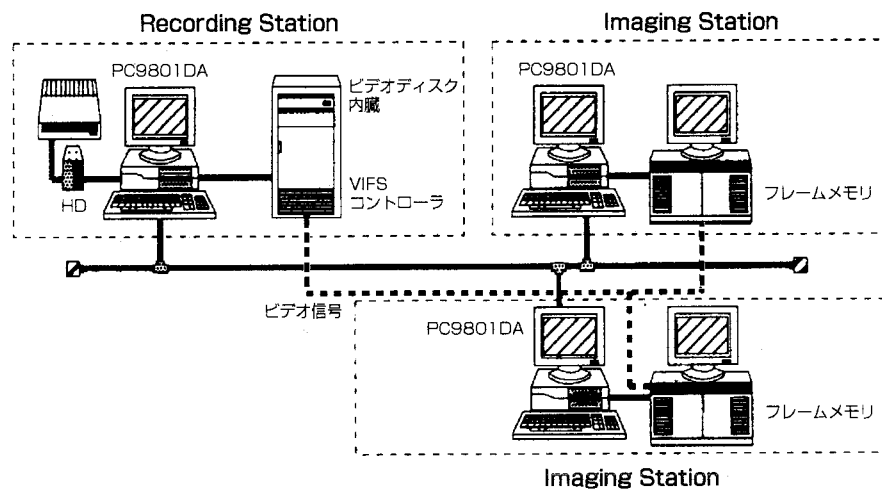 Recording Station
PC9801DA
ビデオディスク
内臓
HD
VIFS
コントローラ
Imaging Station
PC9801DA
フレームメモリ
ビデオ信号
PC9801DA
フレームメモリ
Imaging Station